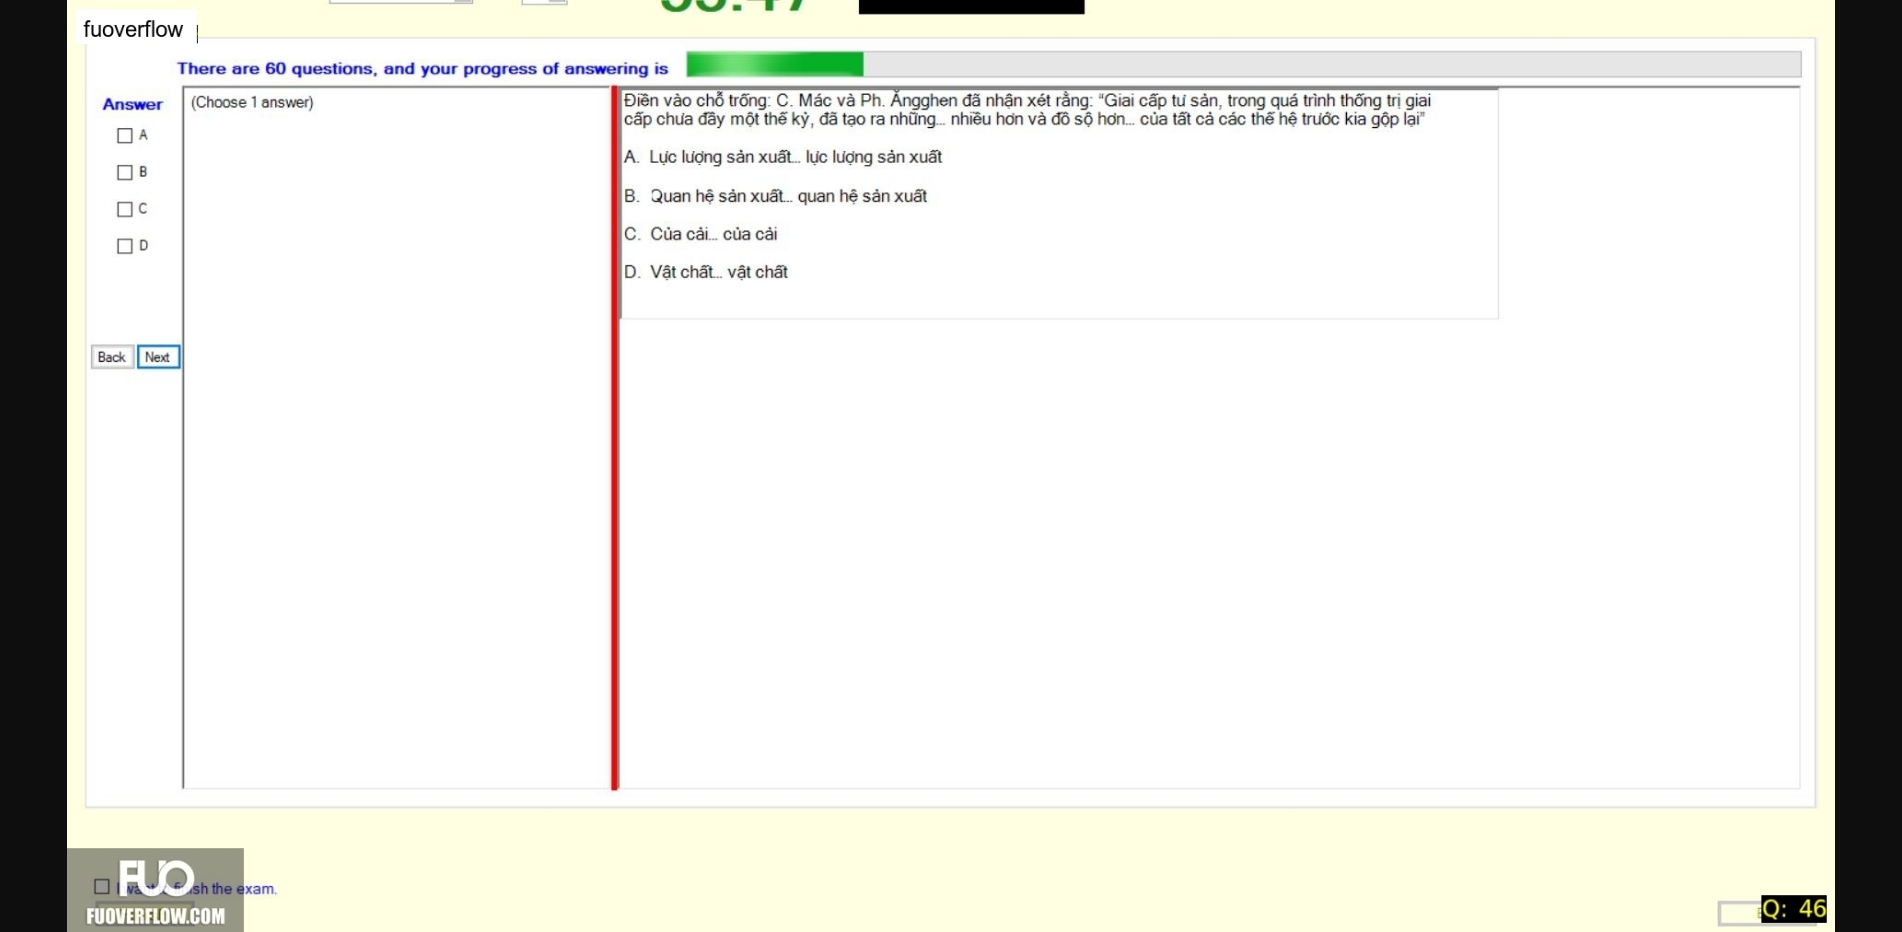 fuoverflow
There are 60 questions, and your progress of answering is
Answer
(Choose 1 answer)
A
B
C
D
Back Next
Điền vào chỗ trống: C. Mác và Ph. Ăngghen đã nhận xét rằng: “Giai cấp tư sản, trong quá trình thống trị giai
cấp chưa đầy một thế kỷ, đã tạo ra những... nhiều hơn và đồ sộ hơn... của tất cả các thế hệ trước kia gộp lại”
A. Lực lượng sản xuất... lực lượng sản xuất
B. Quan hệ sản xuất... quan hệ sản xuất
C. Của cải... của cải
D. Vật chất... vật chất
FUO
sh the exam.
FUOVERFLOW.COM
Q: 46